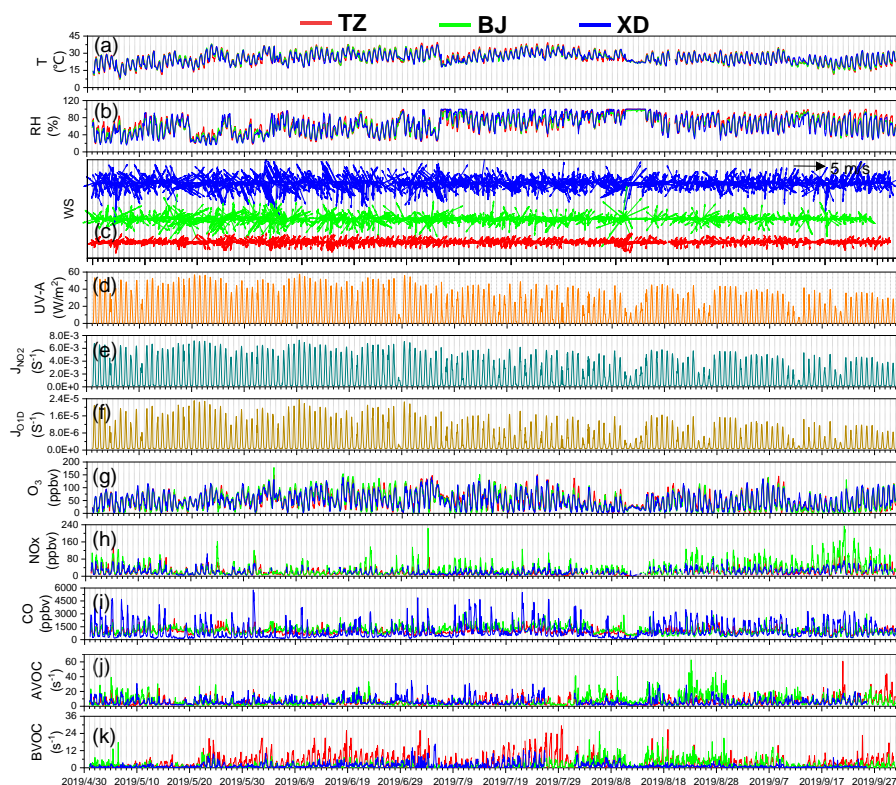 TZ BJ XD
(a)
T
(℃)
45
30
15
0
(b)
RH
(%)
120
80
40
0
5 m/s
WS
(c)
(d)
UV-A
(W/m²)
60
40
20
0
(e)
J_NO2
(S⁻¹)
8.0E-3
6.0E-3
4.0E-3
2.0E-3
0.0E+0
(f)
J_O1D
(S⁻¹)
2.4E-5
1.6E-5
8.0E-6
0.0E+0
(g)
O₃
(ppbv)
200
150
100
50
0
(h)
NOx
(ppbv)
240
160
80
0
(i)
CO
(ppbv)
6000
4500
3000
1500
0
(j)
AVOC
(s⁻¹)
60
40
20
0
(k)
BVOC
(s⁻¹)
36
24
12
0
2019/4/30 2019/5/10 2019/5/20 2019/5/30 2019/6/9 2019/6/19 2019/6/29 2019/7/9 2019/7/19 2019/7/29 2019/8/8 2019/8/18 2019/8/28 2019/9/7 2019/9/17 2019/9/27